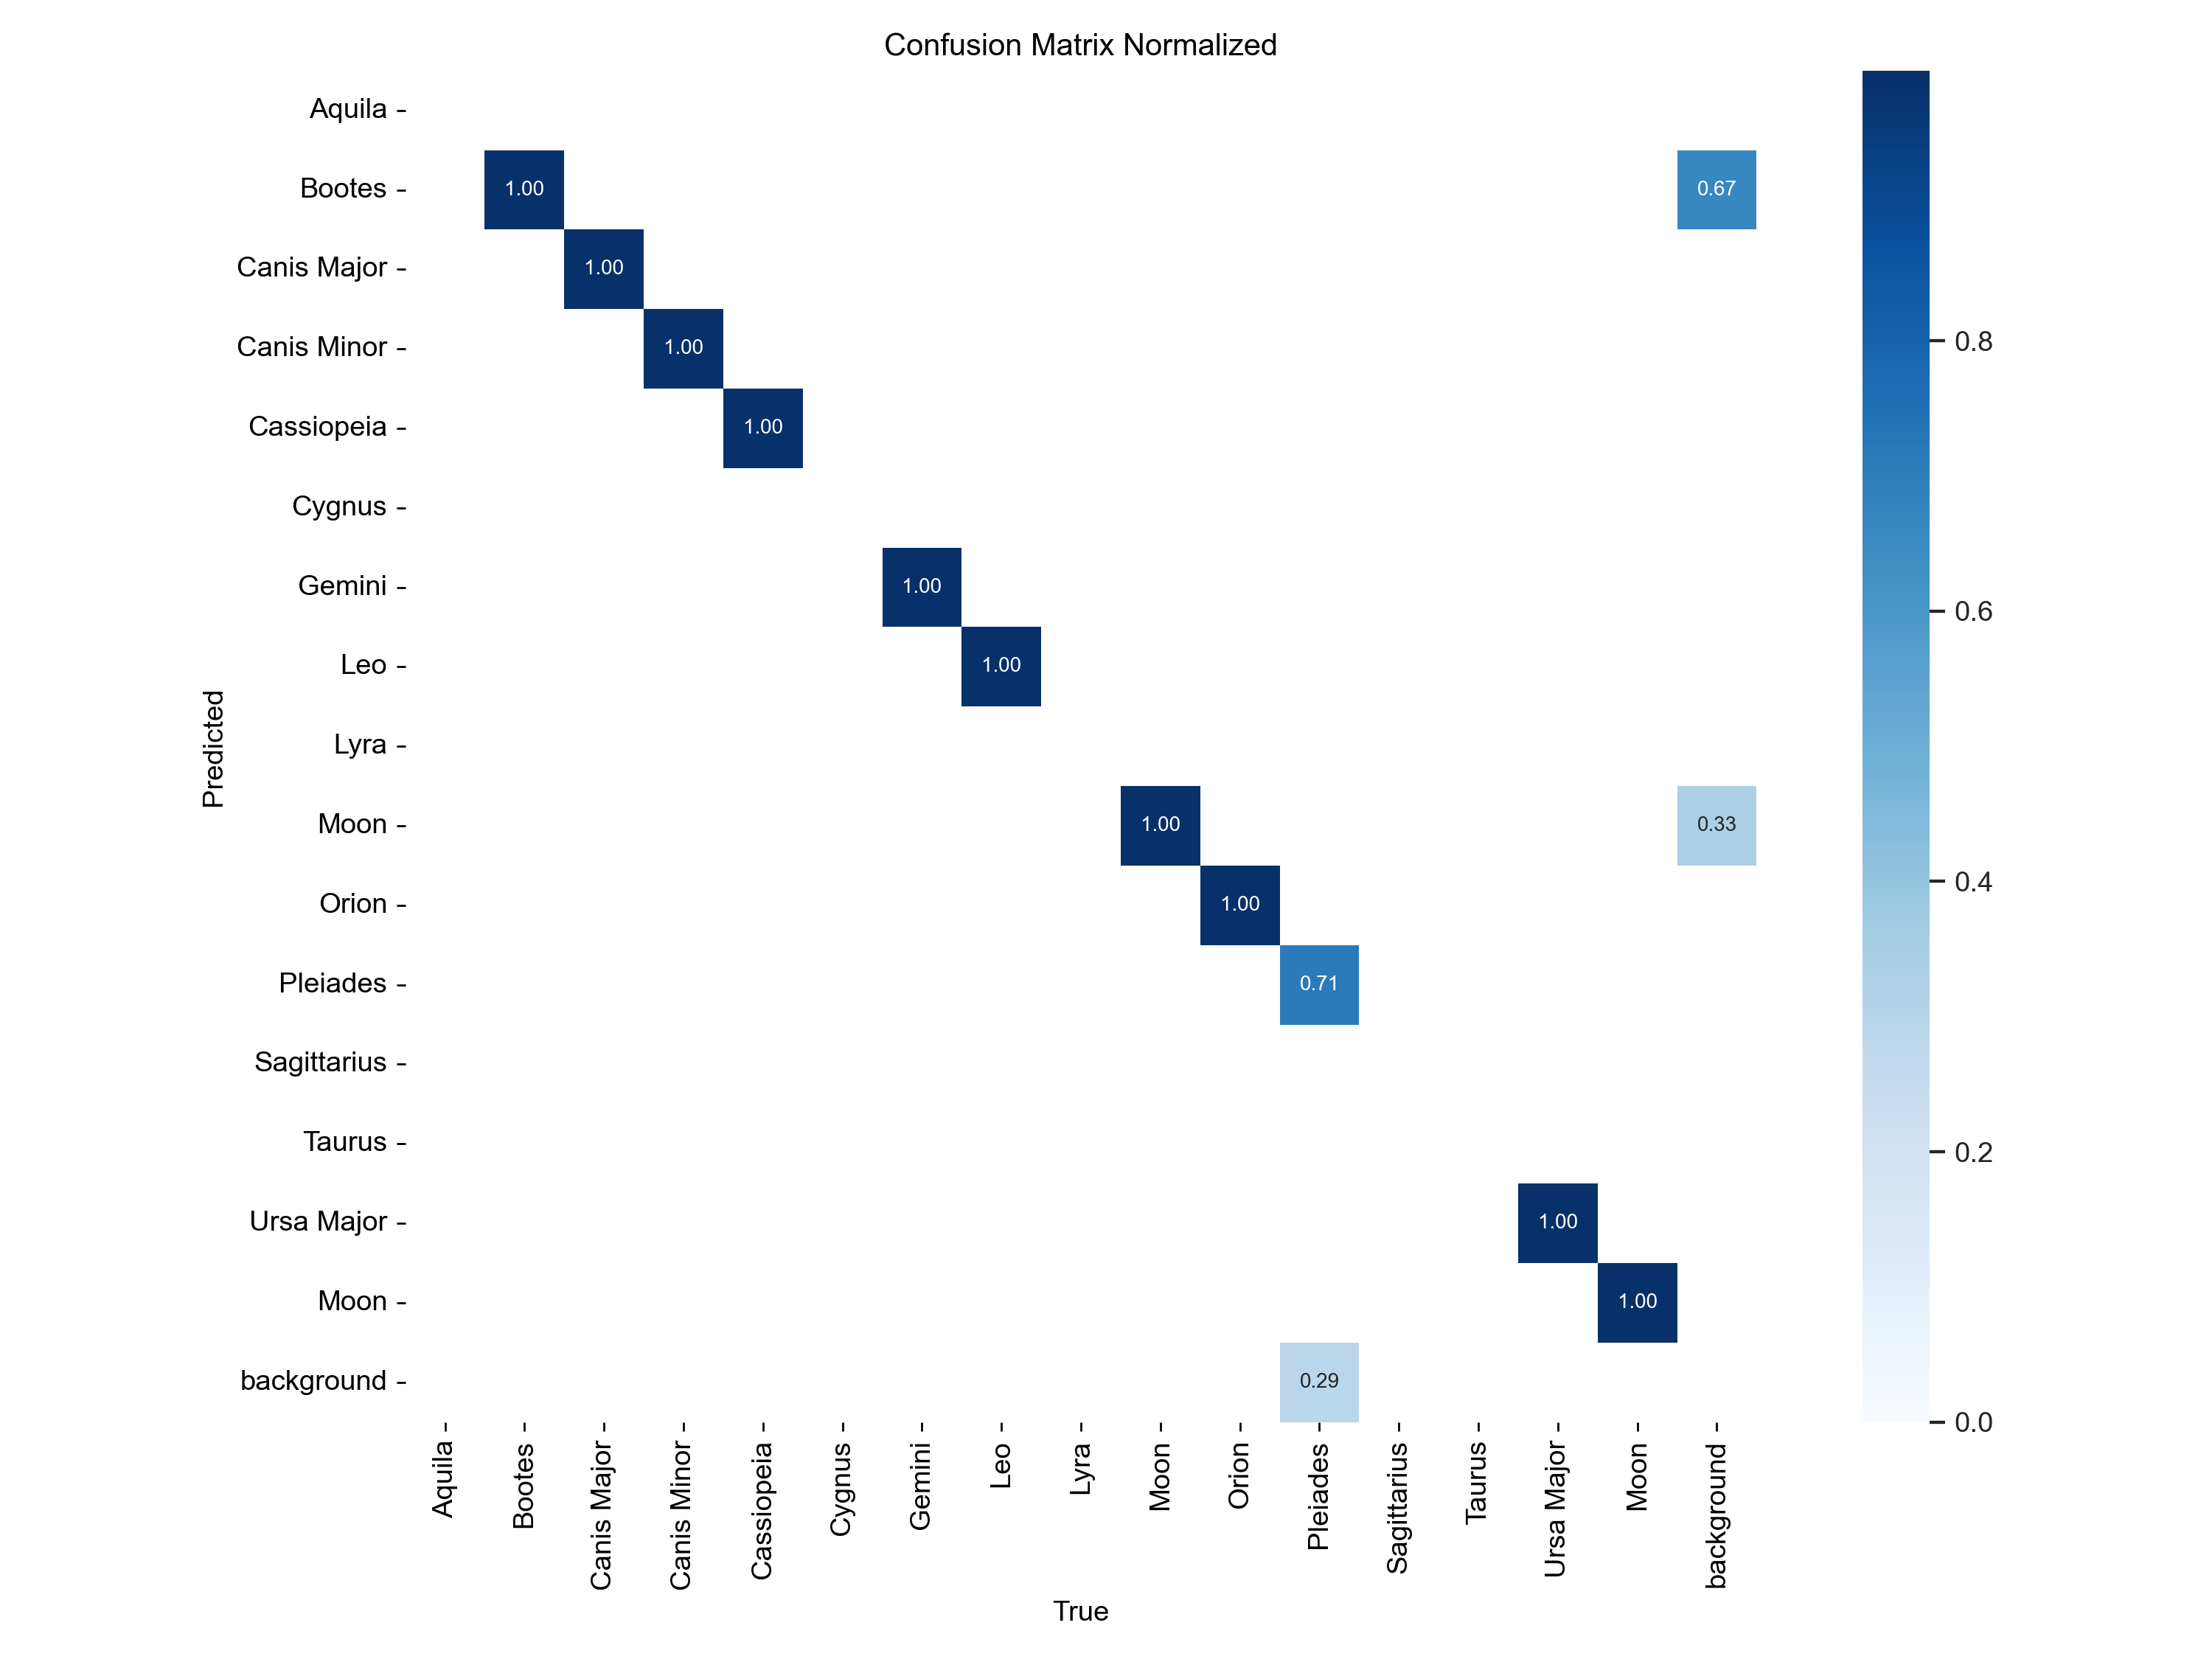 Confusion Matrix Normalized
Aquila
Bootes
1.00
0.67
Canis Major
1.00
Canis Minor
1.00
0.8
Cassiopeia
1.00
Cygnus
Gemini
1.00
0.6
Leo
1.00
Predicted
Lyra
Moon
1.00
0.33
0.4
Orion
1.00
Pleiades
0.71
Sagittarius
Taurus
0.2
Ursa Major
1.00
Moon
1.00
background
0.29
0.0
Aquila
Bootes
Canis Major
Canis Minor
Cassiopeia
Cygnus
Gemini
Leo
Lyra
Moon
Orion
Pleiades
Sagittarius
Taurus
Ursa Major
Moon
background
True